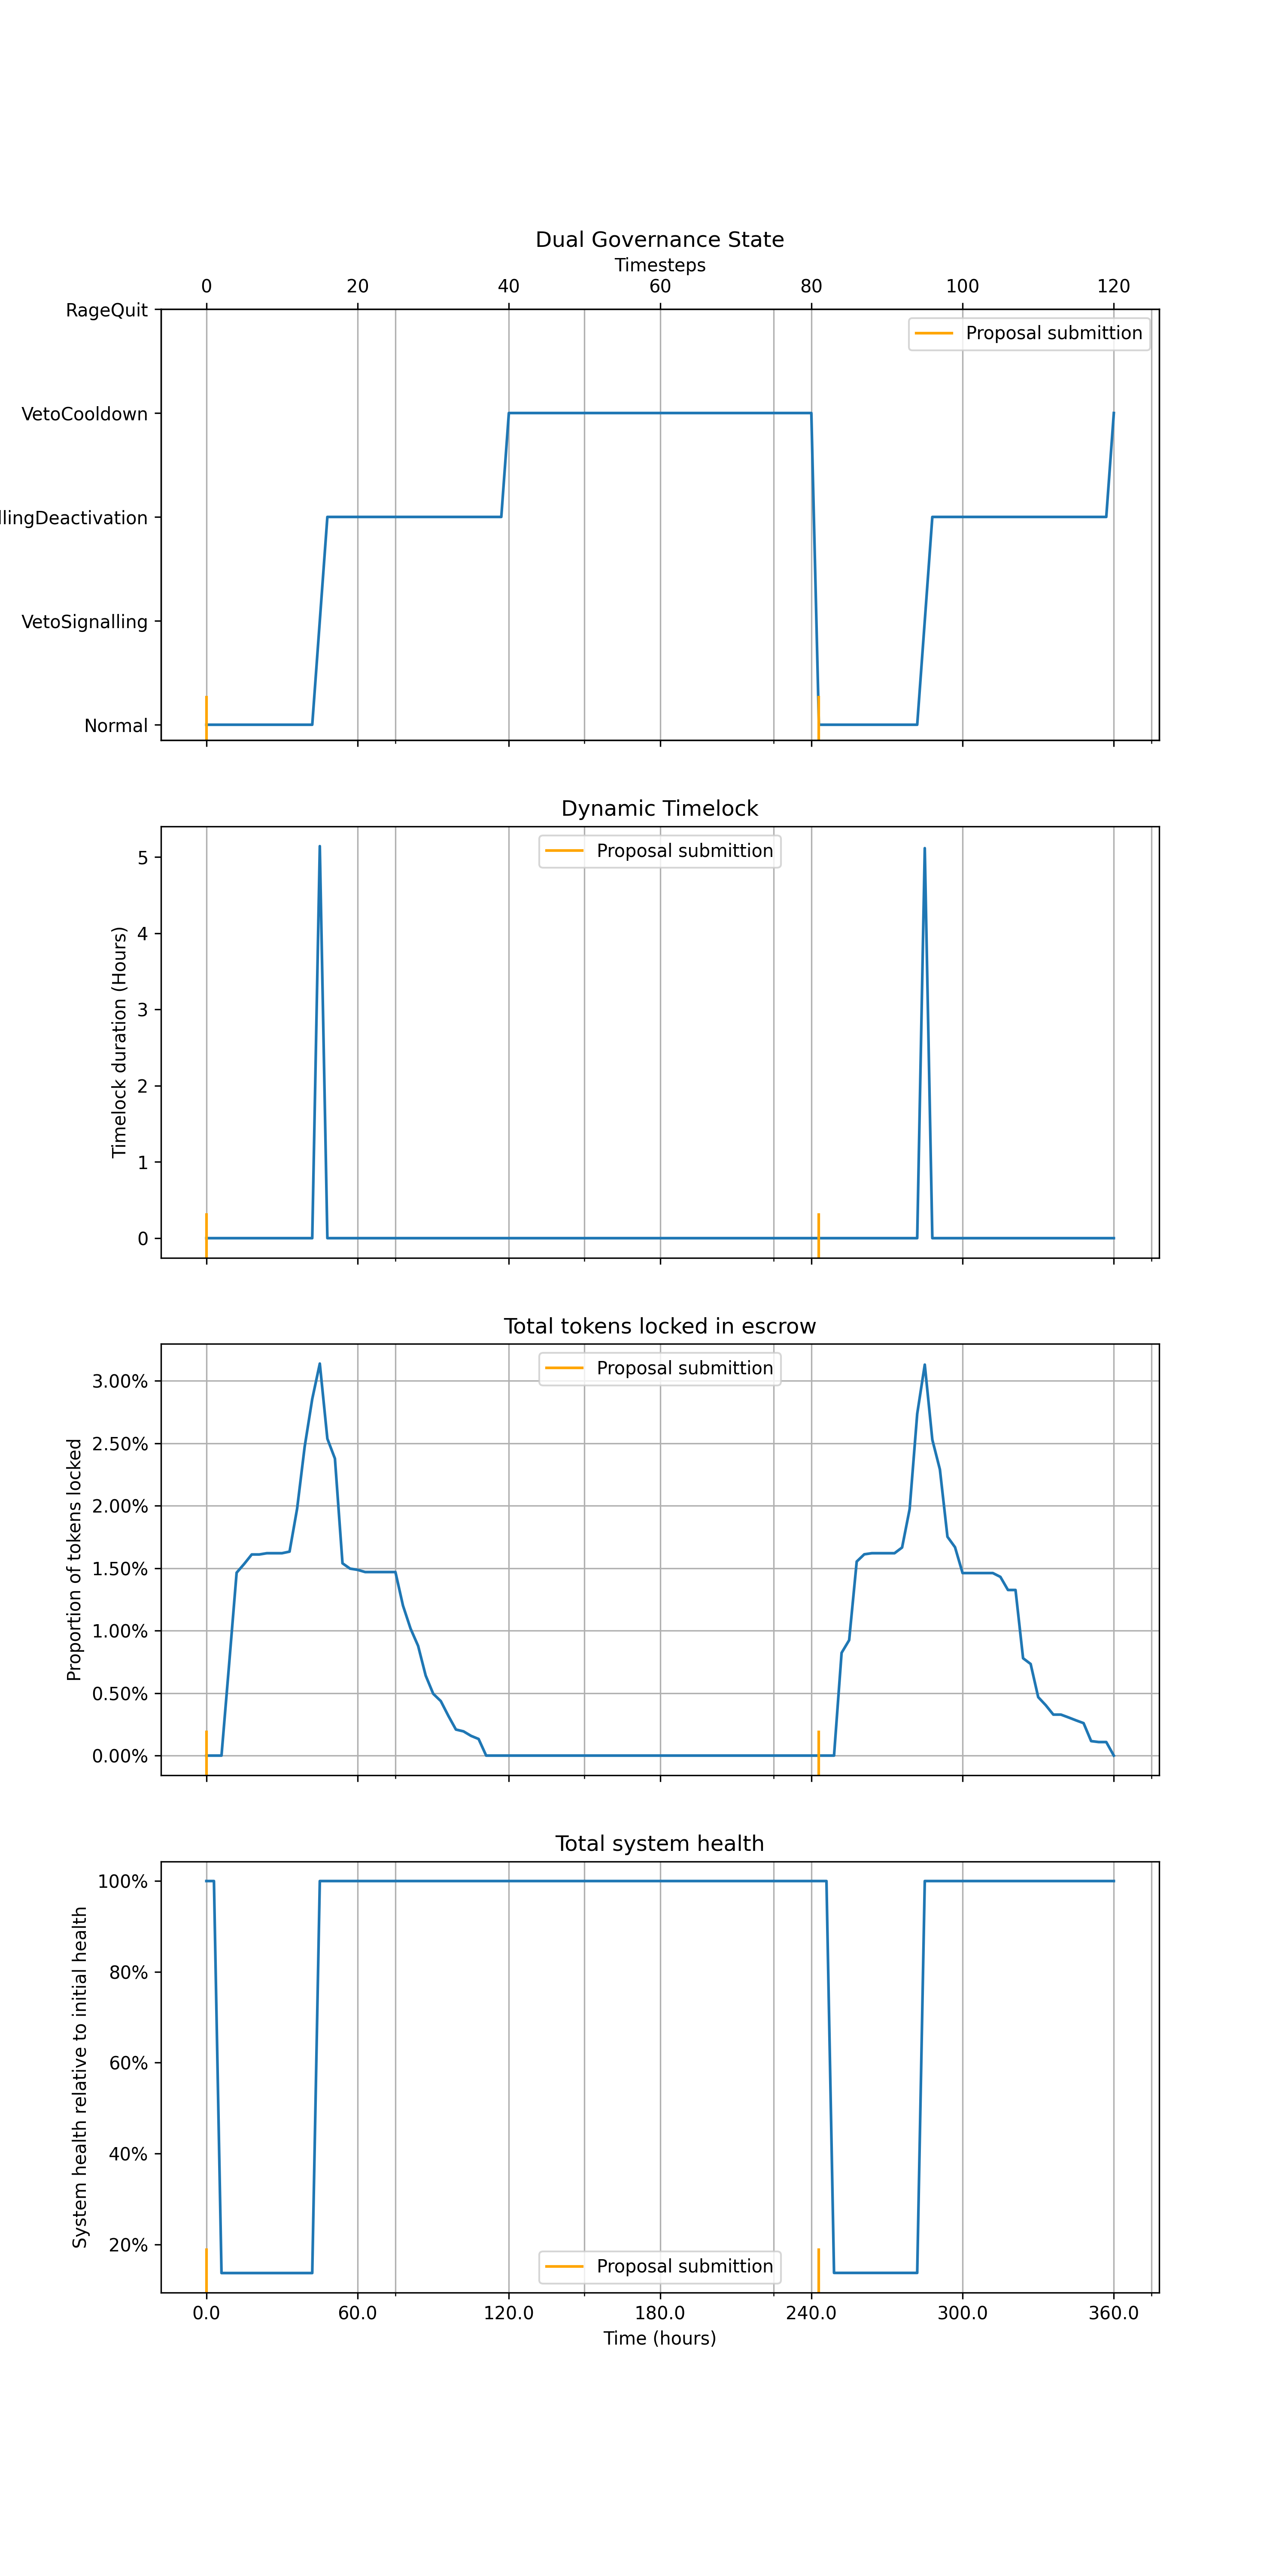 Dual Governance State
Timesteps
0 20 40 60 80 100 120
RageQuit
VetoCooldown
llingDeactivation
VetoSignalling
Normal
Proposal submittion
Dynamic Timelock
Timelock duration (Hours)
5
4
3
2
1
0
Proposal submittion
Total tokens locked in escrow
Proportion of tokens locked
3.00%
2.50%
2.00%
1.50%
1.00%
0.50%
0.00%
Proposal submittion
Total system health
System health relative to initial health
100%
80%
60%
40%
20%
Proposal submittion
0.0 60.0 120.0 180.0 240.0 300.0 360.0
Time (hours)